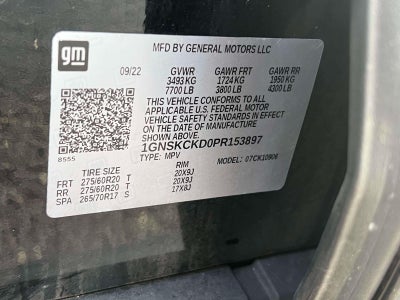 gm
MFD BY GENERAL MOTORS LLC
09/22 GVWR GAWR FRT GAWR RR
3493 KG 1724 KG 1950 KG
7700 LB 3800 LB 4300 LB
THIS VEHICLE CONFORMS TO ALL
APPLICABLE U.S. FEDERAL MOTOR
VEHICLE SAFETY STANDARDS IN EFFECT
ON THE DATE OF MANUFACTURE SHOWN ABOVE.
1GNSKCKD0PR153897
8555 TYPE: MPV MODEL: 07CK10906
TIRE SIZE RIM
FRT 275/60R20 T 20X9J
RR 275/60R20 T 20X9J
SPA 265/70R17 S 17X8J